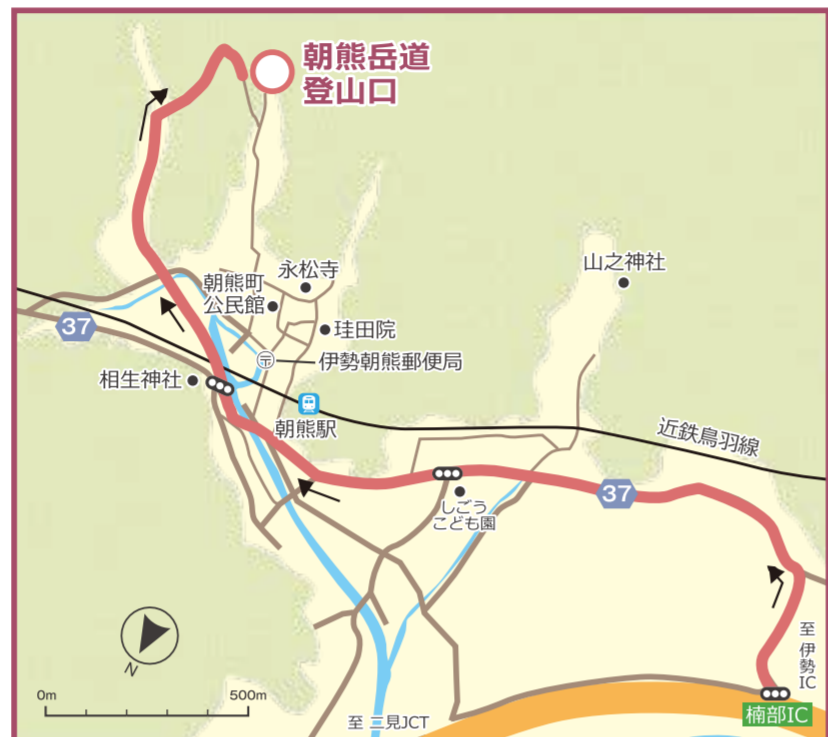 朝熊岳道
登山口
山之神社
永松寺
朝熊町
公民館
珪田院
37
伊勢朝熊郵便局
相生神社
朝熊駅
近鉄鳥羽線
37
しごう
こども園
至 伊勢IC
N
0m 500m
至 二見JCT
楠部IC